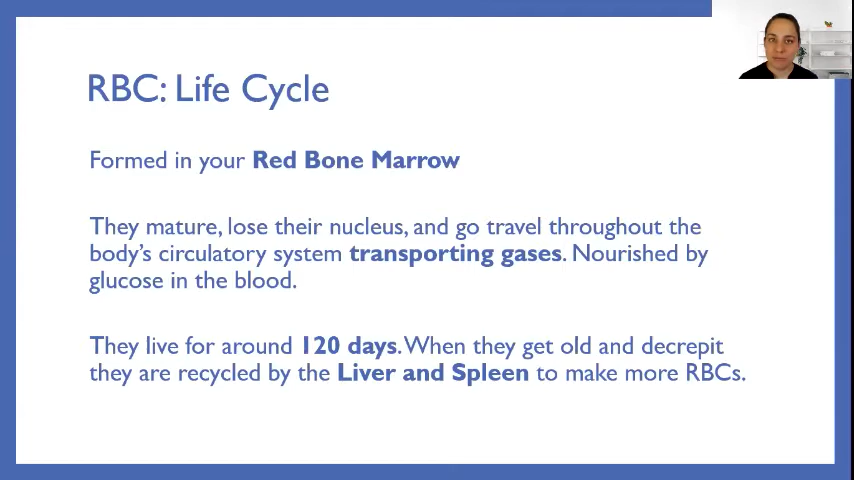 RBC: Life Cycle
Formed in your Red Bone Marrow
They mature, lose their nucleus, and go travel throughout the
body's circulatory system transporting gases. Nourished by
glucose in the blood.
They live for around 120 days. When they get old and decrepit
they are recycled by the Liver and Spleen to make more RBCs.